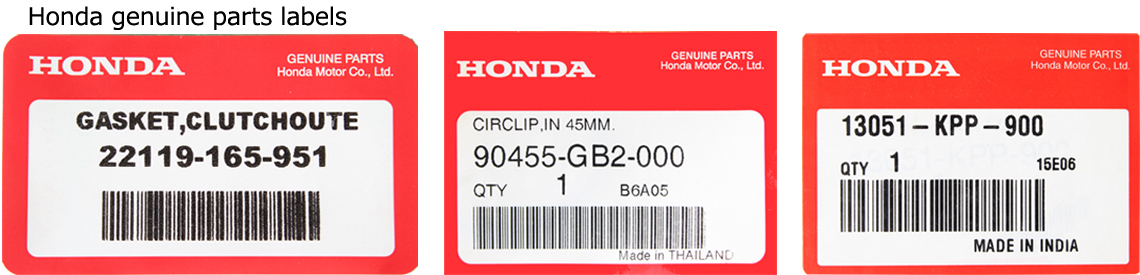 Honda genuine parts labels
HONDA
GENUINE PARTS
Honda Motor Co., Ltd.
GASKET,CLUTCHOUTE
22119-165-951
HONDA
GENUINE PARTS
Honda Motor Co., Ltd.
CIRCLIP,IN 45MM.
90455-GB2-000
QTY 1 B6A05
Made in THAILAND
HONDA
GENUINE PARTS
Honda Motor Co., Ltd.
13051-KPP-900
QTY 1 15E06
MADE IN INDIA